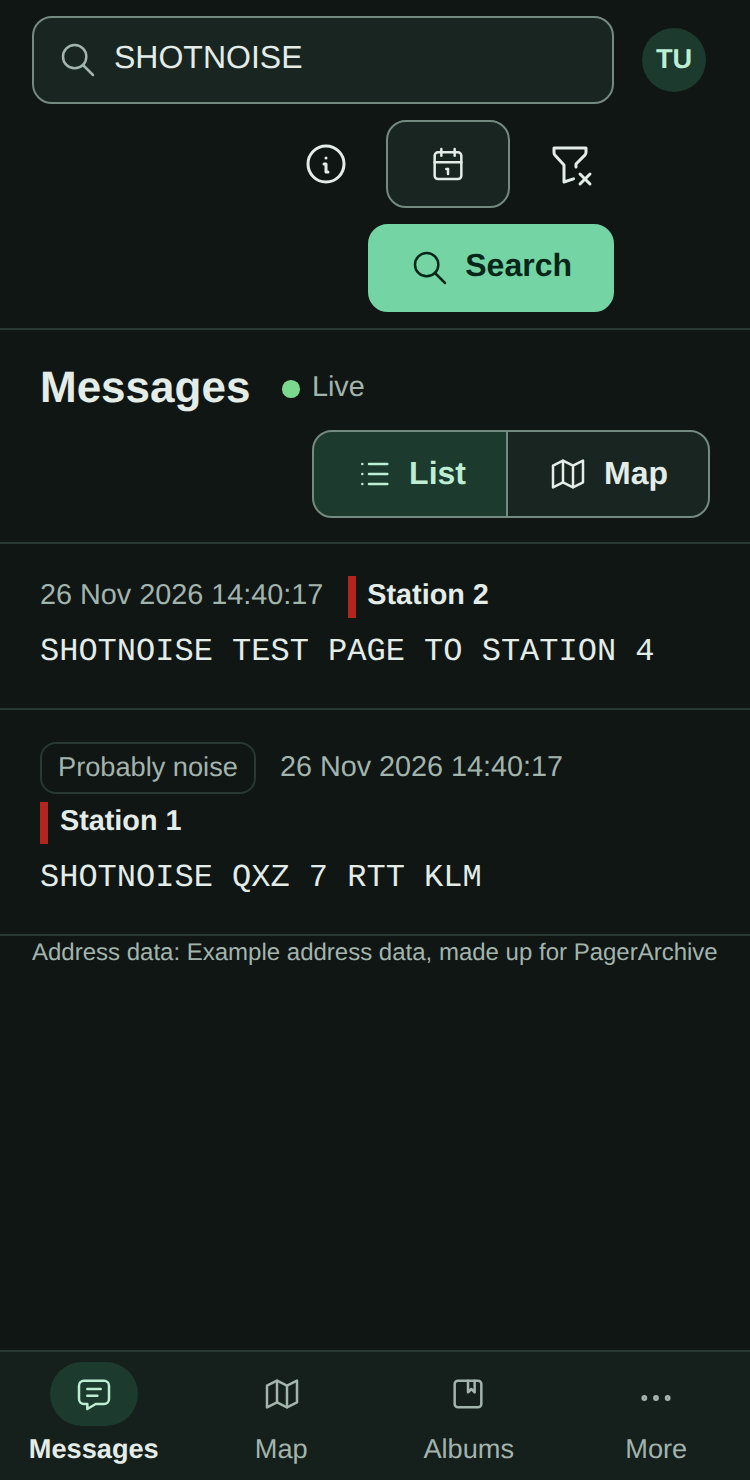 SHOTNOISE
TU
Search
Messages Live
List Map
26 Nov 2026 14:40:17 Station 2
SHOTNOISE TEST PAGE TO STATION 4
Probably noise 26 Nov 2026 14:40:17
Station 1
SHOTNOISE QXZ 7 RTT KLM
Address data: Example address data, made up for PagerArchive
Messages Map Albums More